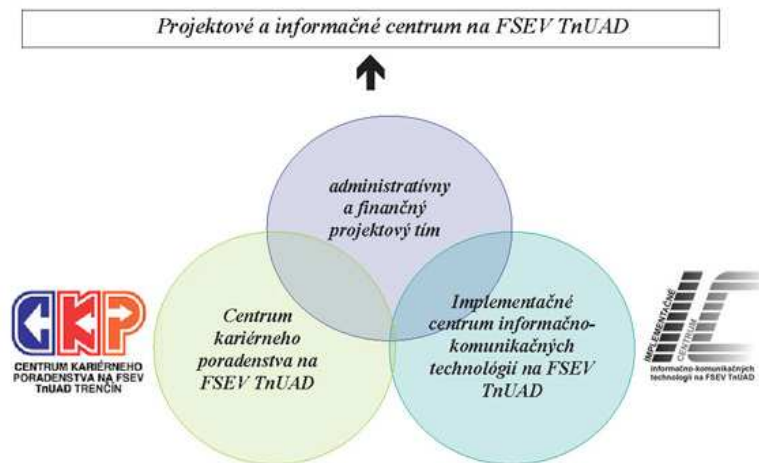 Projektové a informačné centrum na FSEV TnUAD
administratívny
a finančný
projektový tím
Centrum
kariérneho
poradenstva na
FSEV TnUAD
Implementačné
centrum informačno-
komunikačných
technológií na FSEV
TnUAD
CKP
CENTRUM KARIÉRNEHO
PORADENSTVA NA FSEV
TnUAD TRENČÍN
IMPLEMENTAČNÉ
CENTRUM
IC
informačno-komunikačných
technologií na FSEV TnUAD